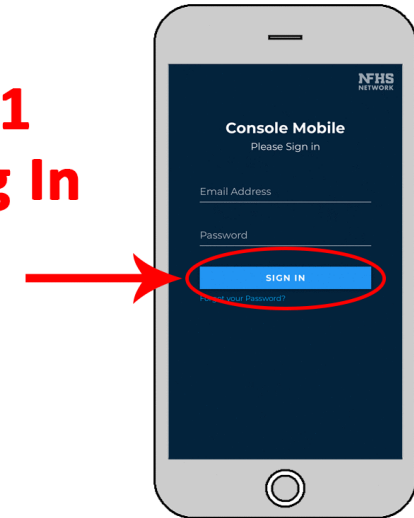 1
g In
NFHS
NETWORK
Console Mobile
Please Sign in
Email Address
Password
SIGN IN
Forgot your Password?